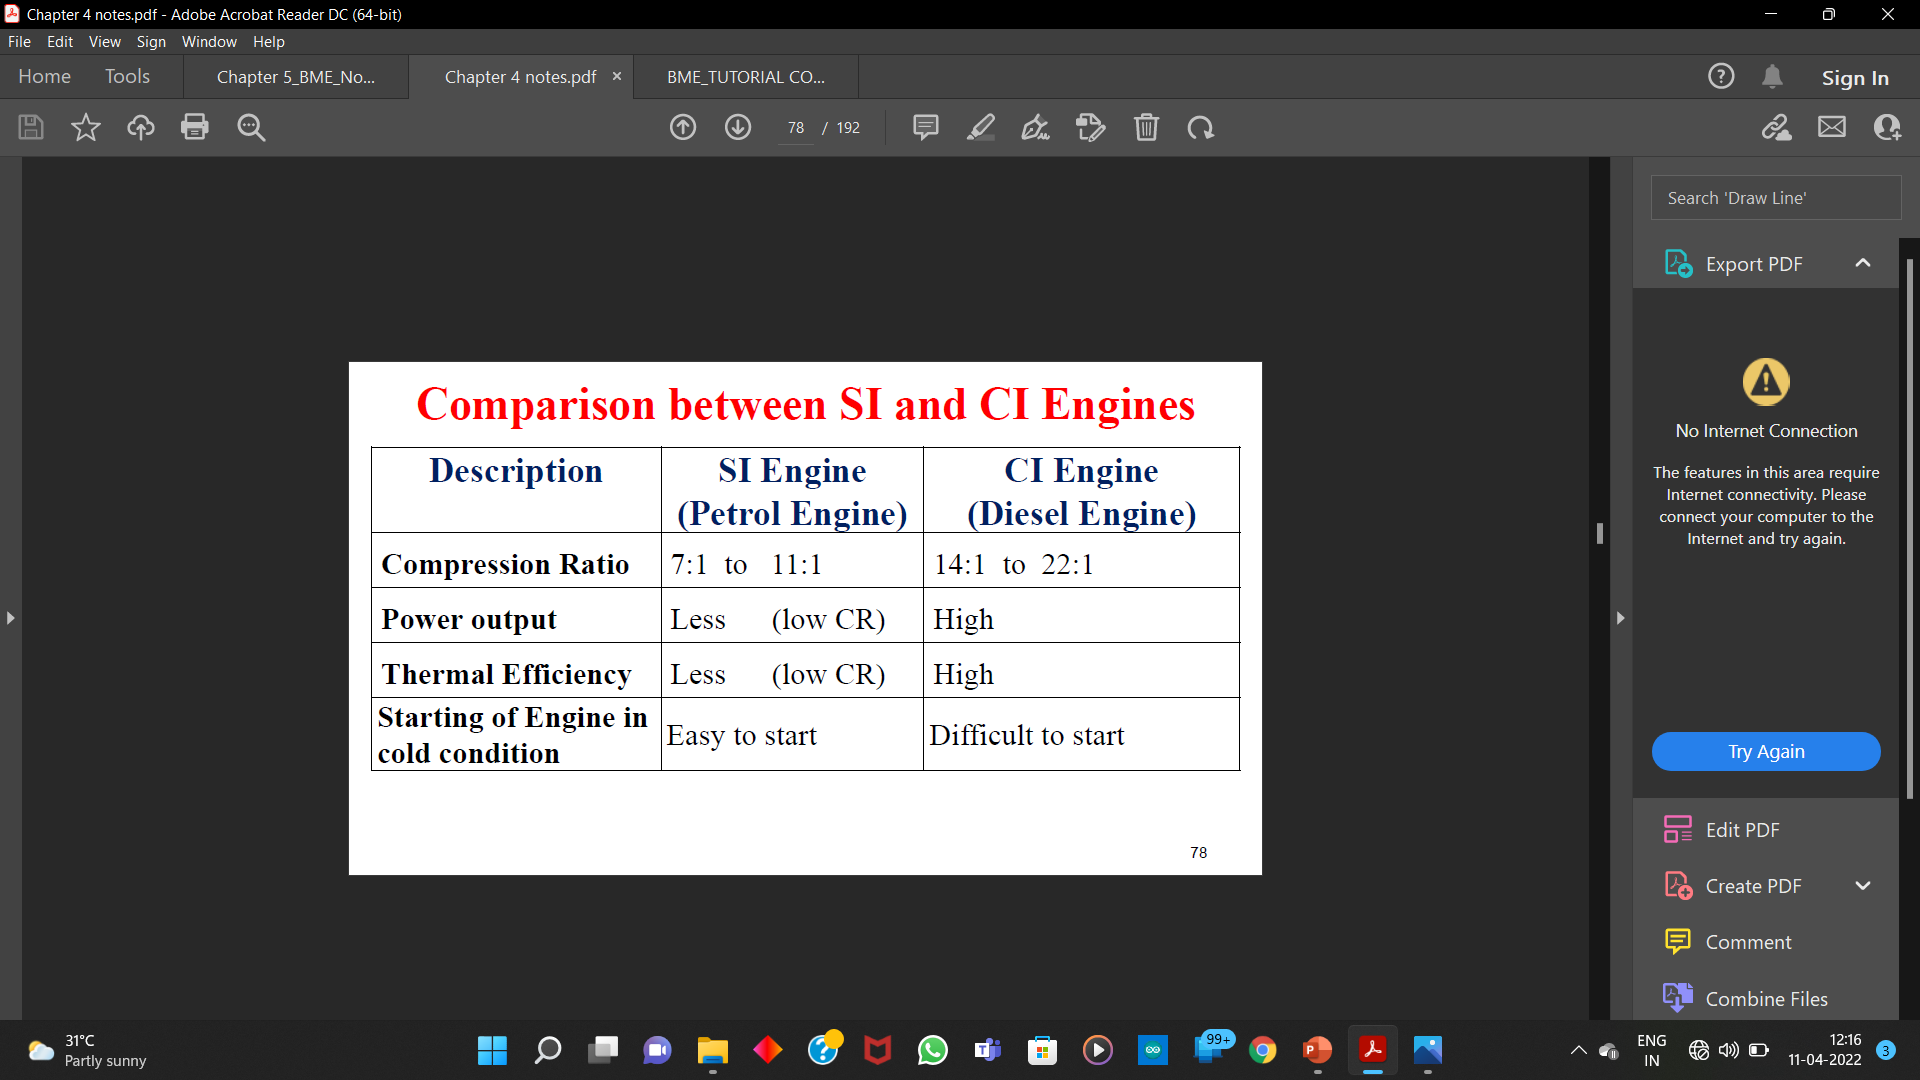 Chapter 4 notes.pdf - Adobe Acrobat Reader DC (64-bit)
File Edit View Sign Window Help
Home Tools Chapter 5_BME_No... Chapter 4 notes.pdf × BME_TUTORIAL CO... Sign In
78 / 192
Search 'Draw Line'
Export PDF
No Internet Connection
The features in this area require
Internet connectivity. Please
connect your computer to the
Internet and try again.
Try Again
Edit PDF
Create PDF
Comment
Combine Files
Comparison between SI and CI Engines
Description SI Engine (Petrol Engine) CI Engine (Diesel Engine)
Compression Ratio 7:1 to 11:1 14:1 to 22:1
Power output Less (low CR) High
Thermal Efficiency Less (low CR) High
Starting of Engine in cold condition Easy to start Difficult to start
78
31°C
Partly sunny
99+
ENG
IN
12:16
11-04-2022
3